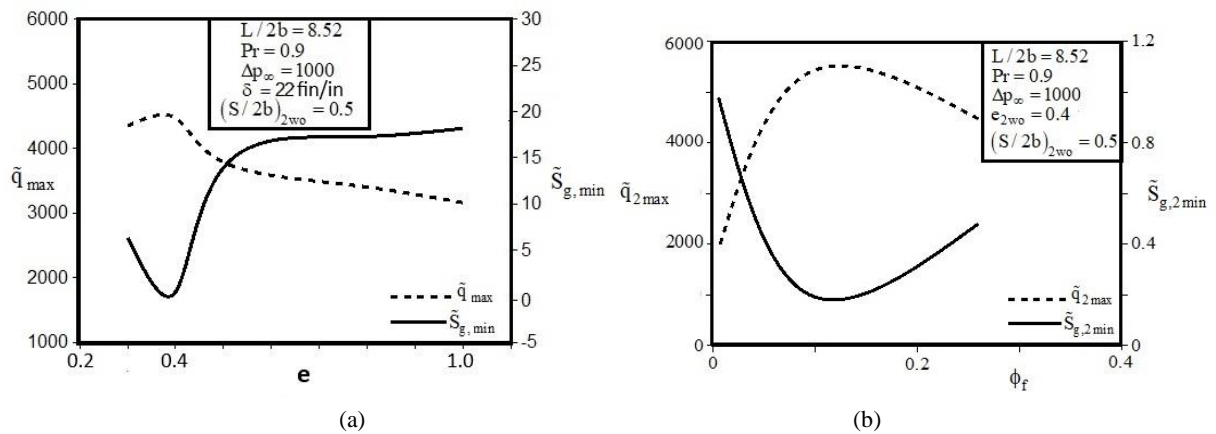 6000
5000
4000
3000
2000
1000
q̃ max
0.2
0.4
1.0
e
30
25
20
15
10
5
0
-5
S̃ g,min
L / 2b = 8.52
Pr = 0.9
Δp∞ = 1000
δ = 22 fin/in
(S / 2b)2wo = 0.5
q̃ max
S̃ g,min
(a)
6000
4000
2000
0
q̃ 2max
0
0.2
0.4
ϕf
1.2
1
0.8
0.4
0
S̃ g,2min
L / 2b = 8.52
Pr = 0.9
Δp∞ = 1000
e2wo = 0.4
(S / 2b)2wo = 0.5
q̃ 2max
S̃ g,2min
(b)